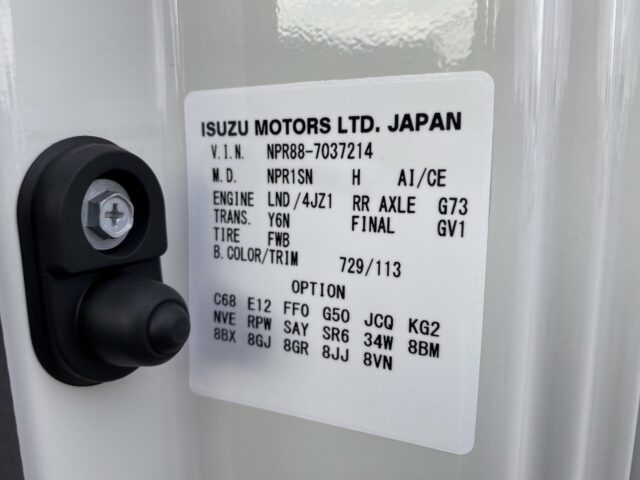 ISUZU MOTORS LTD. JAPAN
V.I.N. NPR88-7037214
M.D. NPR1SN H AI/CE
ENGINE LND/4JZ1 RR AXLE G73
TRANS. Y6N FINAL GV1
TIRE FWB
B.COLOR/TRIM 729/113
OPTION
C68 E12 FF0 G50 JCQ KG2
NVE RPW SAY SR6 34W 8BM
8BX 8GJ 8GR 8JJ 8VN